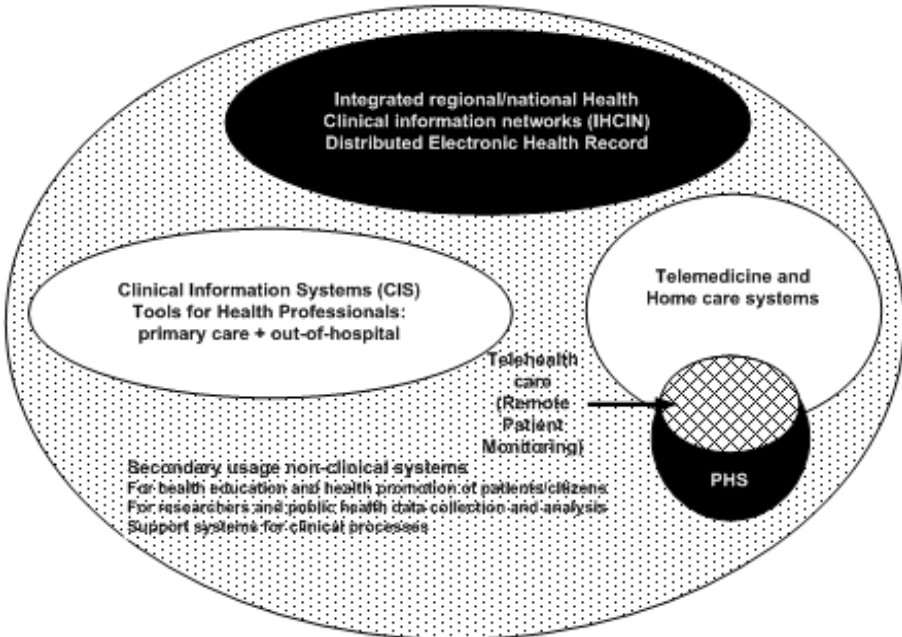 Integrated regional/national Health
Clinical information networks (IHCIN)
Distributed Electronic Health Record
Clinical Information Systems (CIS)
Tools for Health Professionals:
primary care + out-of-hospital
Telemedicine and
Home care systems
Telehealth
care
(Remote
Patient
Monitoring)
PHS
Secondary usage non-clinical systems
For health education and health promotion of patients/citizens
For researchers and public health data collection and analysis
Support systems for clinical processes